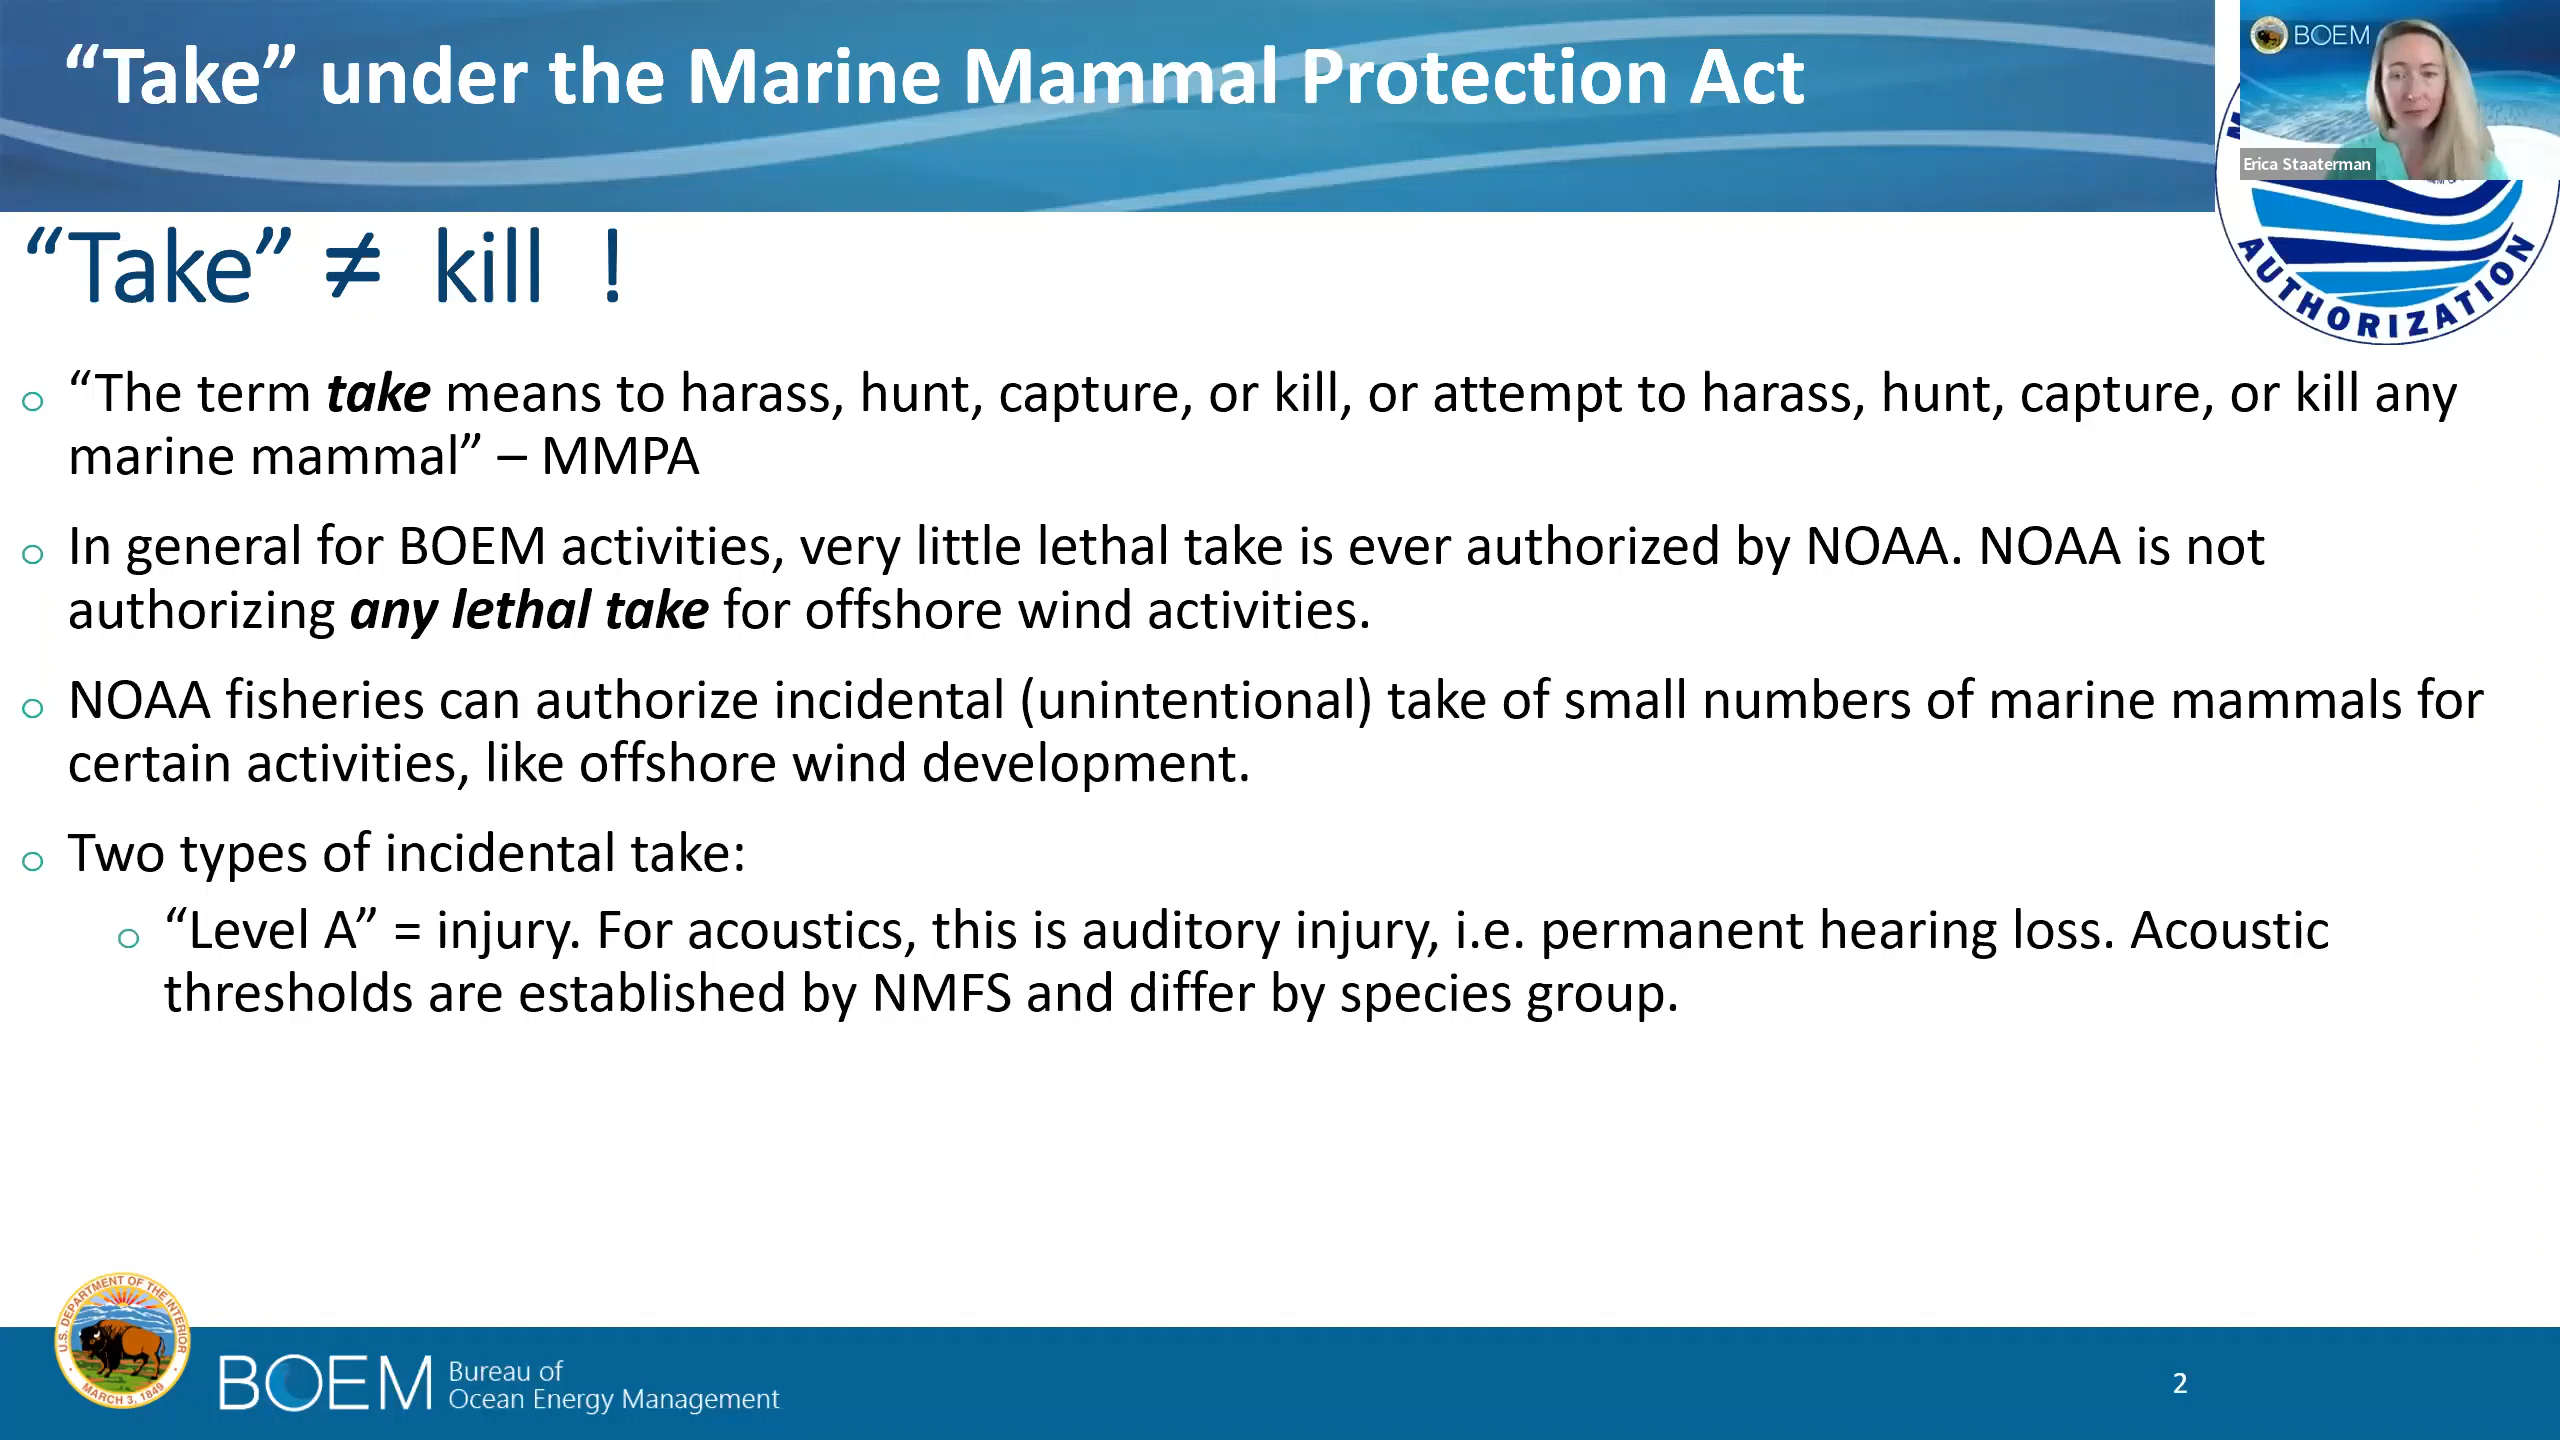 “Take” under the Marine Mammal Protection Act
BOEM
Erica Staaterman
AUTHORIZATION
“Take” ≠ kill !
o “The term take means to harass, hunt, capture, or kill, or attempt to harass, hunt, capture, or kill any
marine mammal” – MMPA
o In general for BOEM activities, very little lethal take is ever authorized by NOAA. NOAA is not
authorizing any lethal take for offshore wind activities.
o NOAA fisheries can authorize incidental (unintentional) take of small numbers of marine mammals for
certain activities, like offshore wind development.
o Two types of incidental take:
o “Level A” = injury. For acoustics, this is auditory injury, i.e. permanent hearing loss. Acoustic
thresholds are established by NMFS and differ by species group.
U.S. DEPARTMENT OF THE INTERIOR
MARCH 3, 1849
BOEM
Bureau of
Ocean Energy Management
2